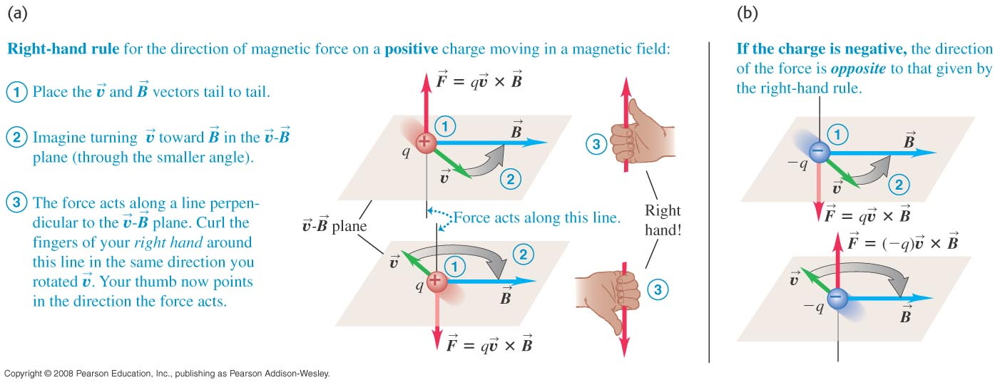 (a)
Right-hand rule for the direction of magnetic force on a positive charge moving in a magnetic field:
1 Place the v⃗ and B⃗ vectors tail to tail.
2 Imagine turning v⃗ toward B⃗ in the v⃗-B⃗
plane (through the smaller angle).
3 The force acts along a line perpen-
dicular to the v⃗-B⃗ plane. Curl the
fingers of your right hand around
this line in the same direction you
rotated v⃗. Your thumb now points
in the direction the force acts.
F⃗ = qv⃗ × B⃗
1
B⃗
+
q
v⃗
2
3
v⃗-B⃗ plane
Force acts along this line.
Right
hand!
v⃗
1
2
+
q
B⃗
3
F⃗ = qv⃗ × B⃗
(b)
If the charge is negative, the direction
of the force is opposite to that given by
the right-hand rule.
1
B⃗
−
−q
v⃗
2
F⃗ = qv⃗ × B⃗
F⃗ = (−q)v⃗ × B⃗
v⃗
−
−q
B⃗
Copyright © 2008 Pearson Education, Inc., publishing as Pearson Addison-Wesley.